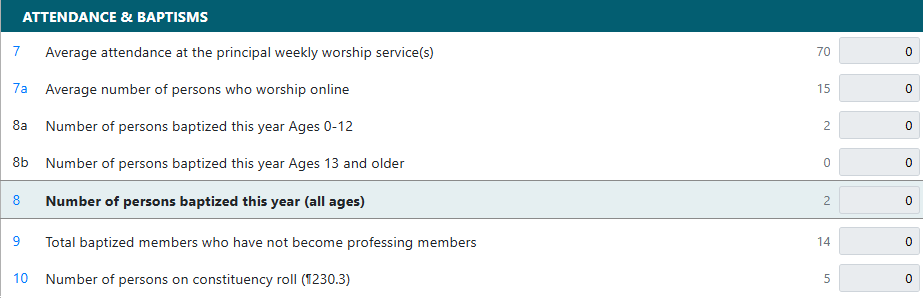 ATTENDANCE & BAPTISMS
7 Average attendance at the principal weekly worship service(s) 70 0
7a Average number of persons who worship online 15 0
8a Number of persons baptized this year Ages 0-12 2 0
8b Number of persons baptized this year Ages 13 and older 0 0
8 Number of persons baptized this year (all ages) 2 0
9 Total baptized members who have not become professing members 14 0
10 Number of persons on constituency roll (¶230.3) 5 0